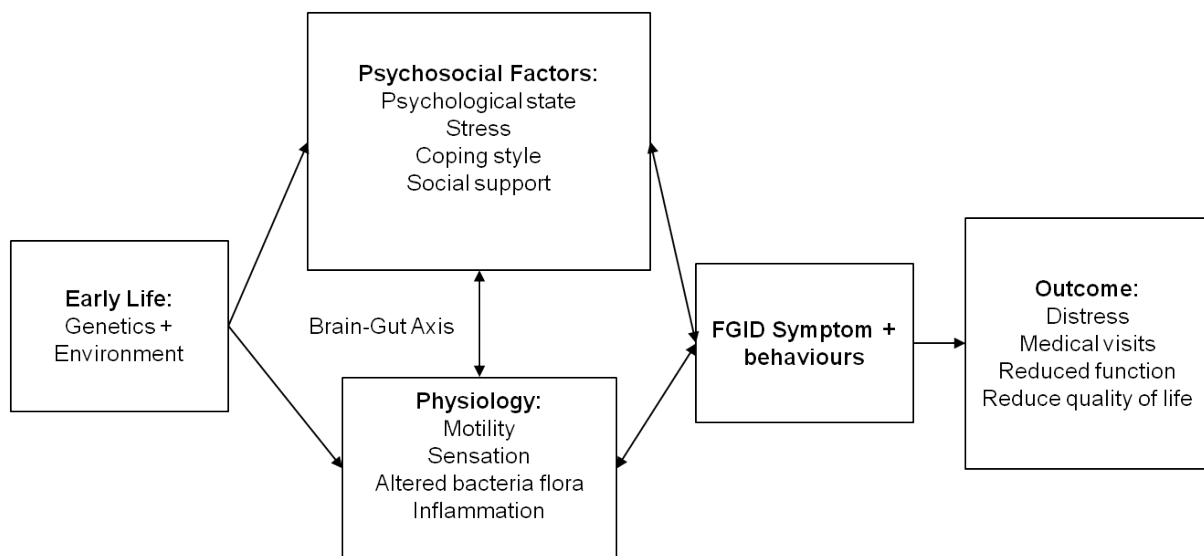 Psychosocial Factors:
Psychological state
Stress
Coping style
Social support
Early Life:
Genetics +
Environment
Brain-Gut Axis
Physiology:
Motility
Sensation
Altered bacteria flora
Inflammation
FGID Symptom +
behaviours
Outcome:
Distress
Medical visits
Reduced function
Reduce quality of life